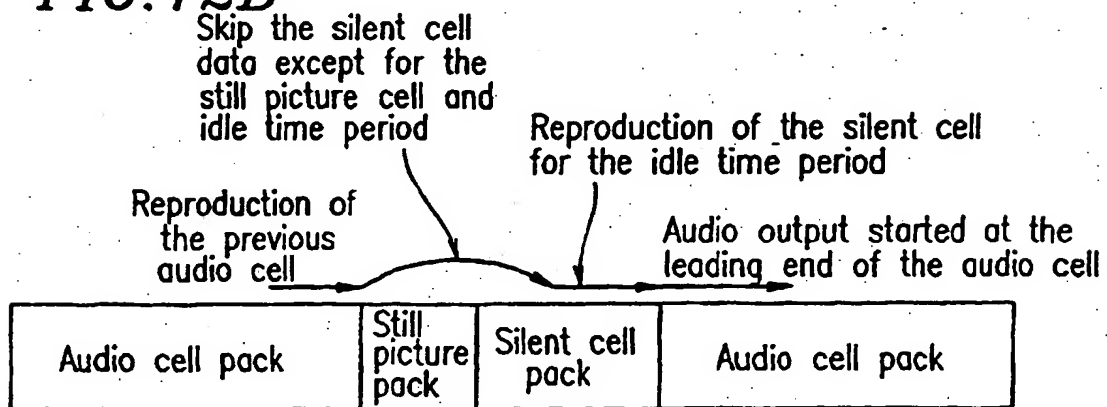 FIG. 72B
Skip the silent cell
data except for the
still picture cell and
idle time period
Reproduction of the silent cell
for the idle time period
Reproduction of
the previous
audio cell
Audio output started at the
leading end of the audio cell
Audio cell pack
Still
picture
pack
Silent cell
pack
Audio cell pack